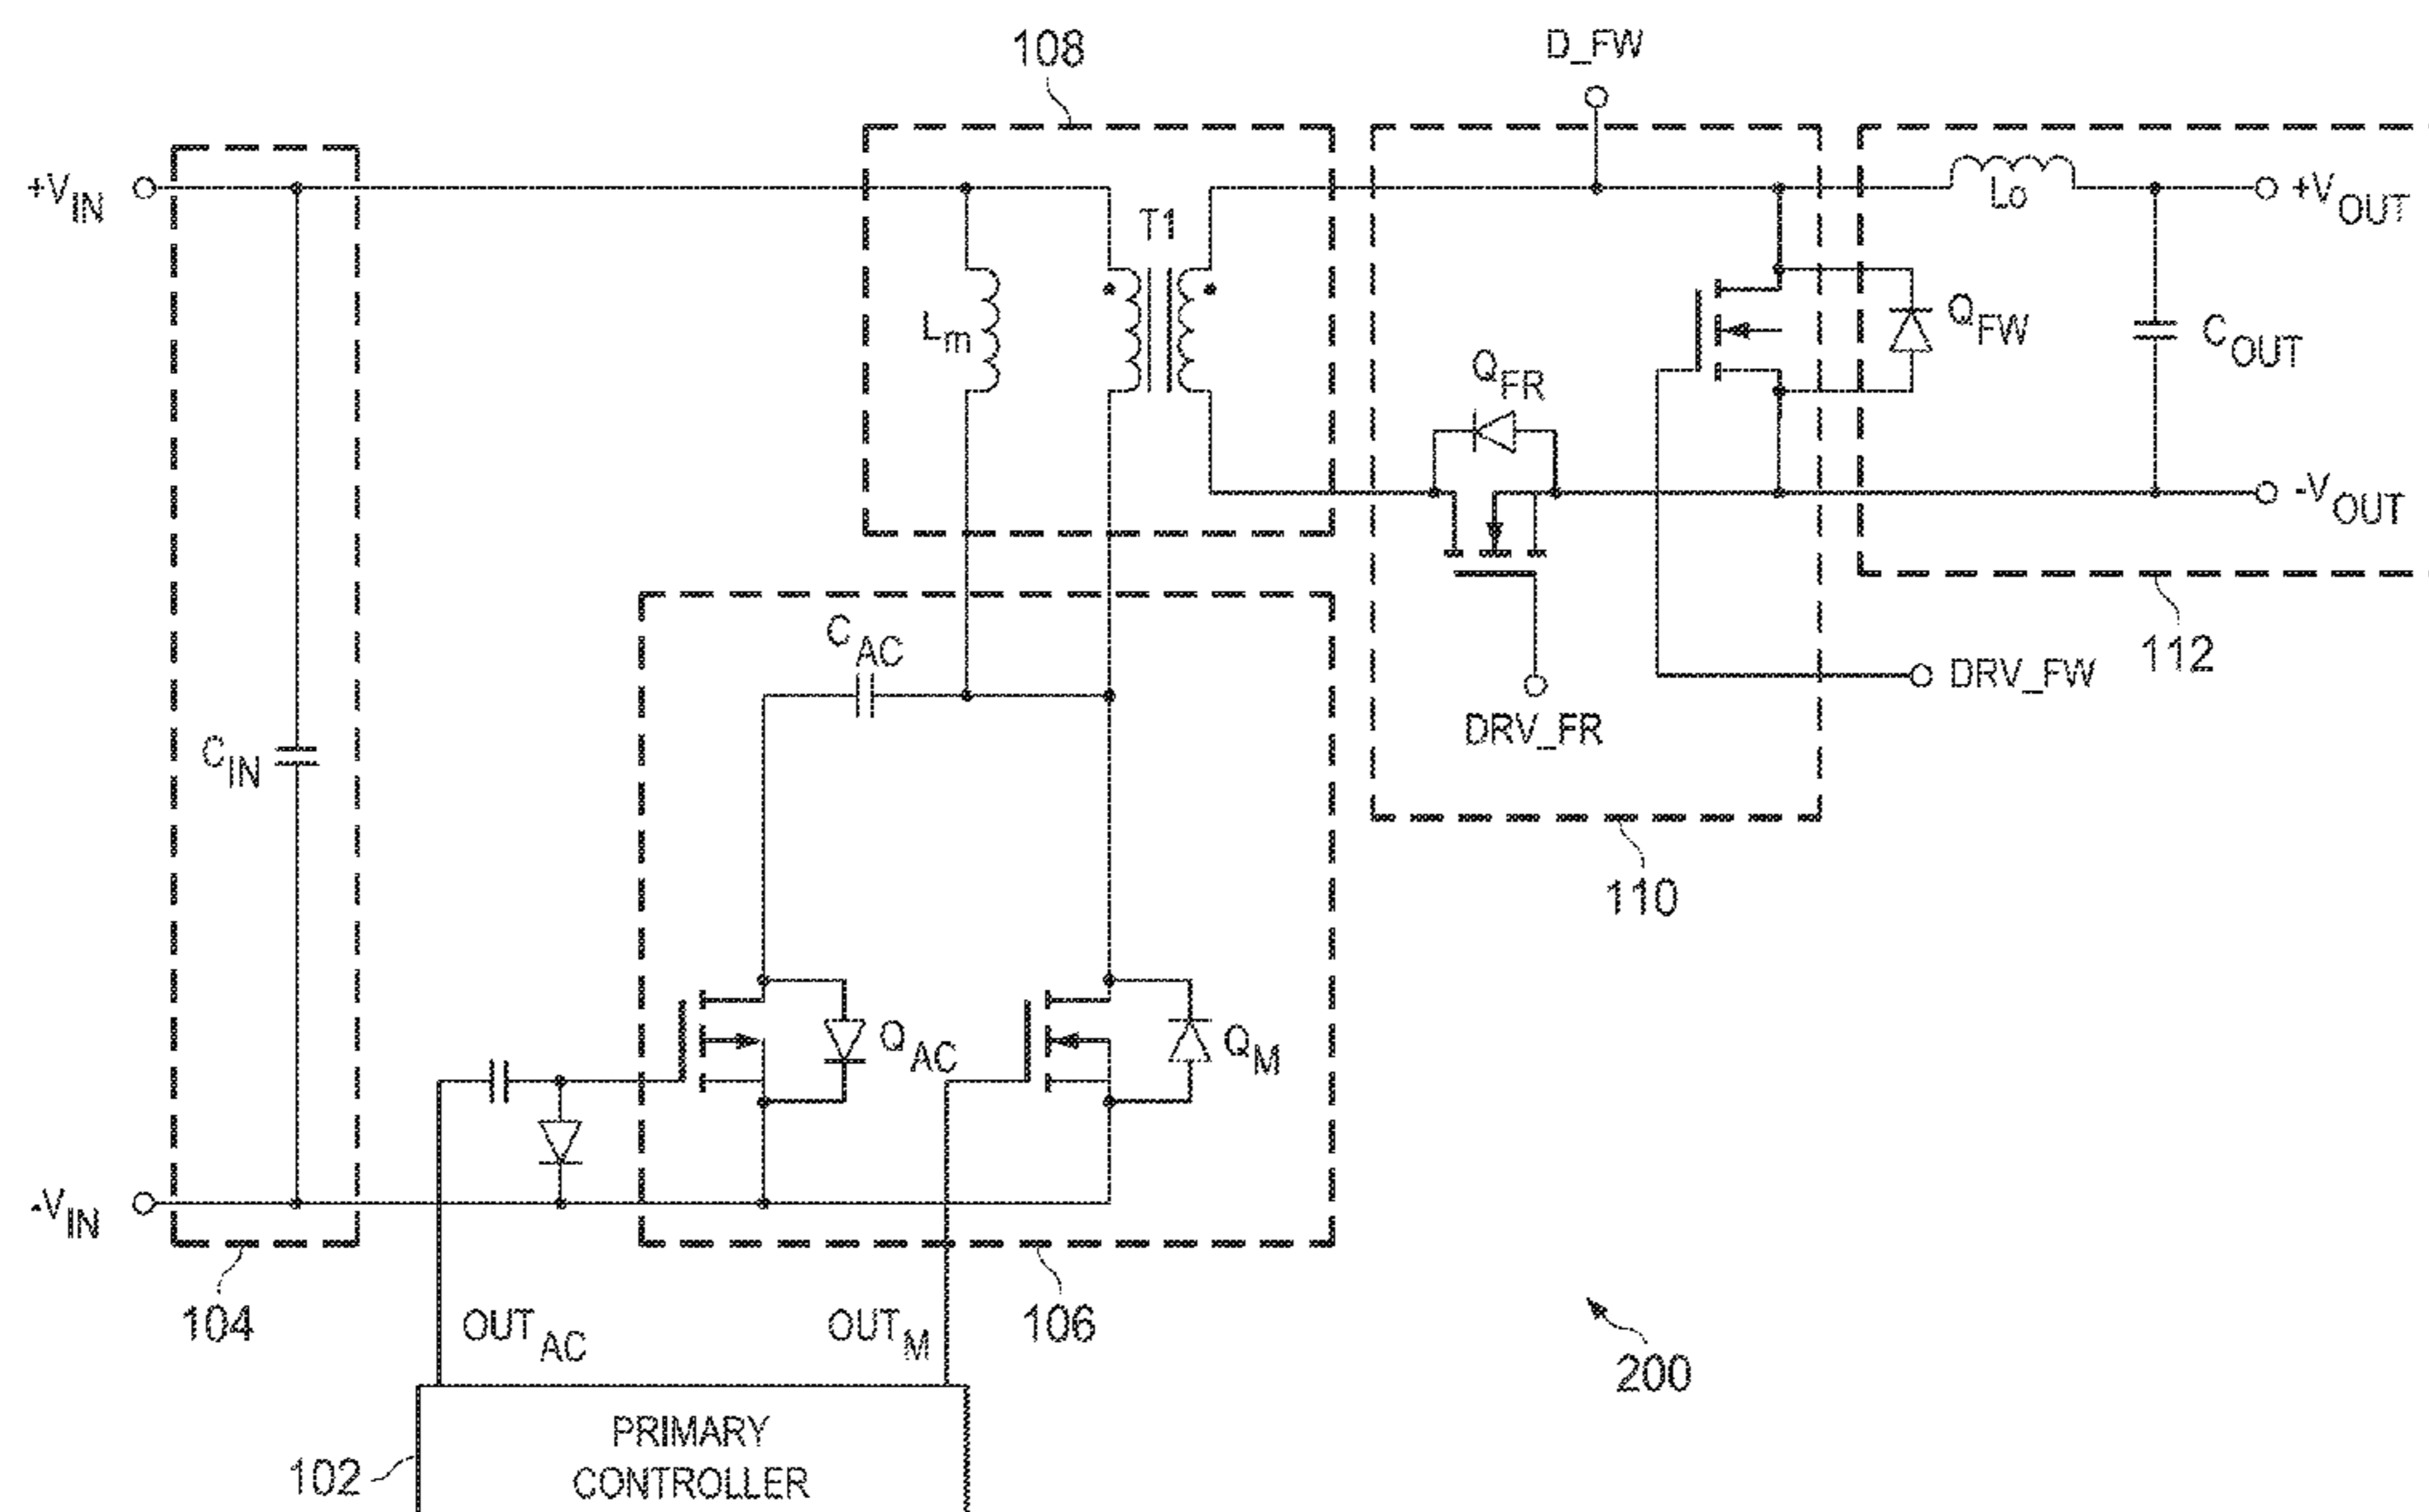 108
D_FW
+VIN
T1
Lo
+VOUT
Lm
QFW
COUT
QFR
-VOUT
CAC
112
DRV_FW
DRV_FR
CIN
110
QAC
QM
-VIN
104
OUTAC
OUTM
106
200
PRIMARY
102
CONTROLLER